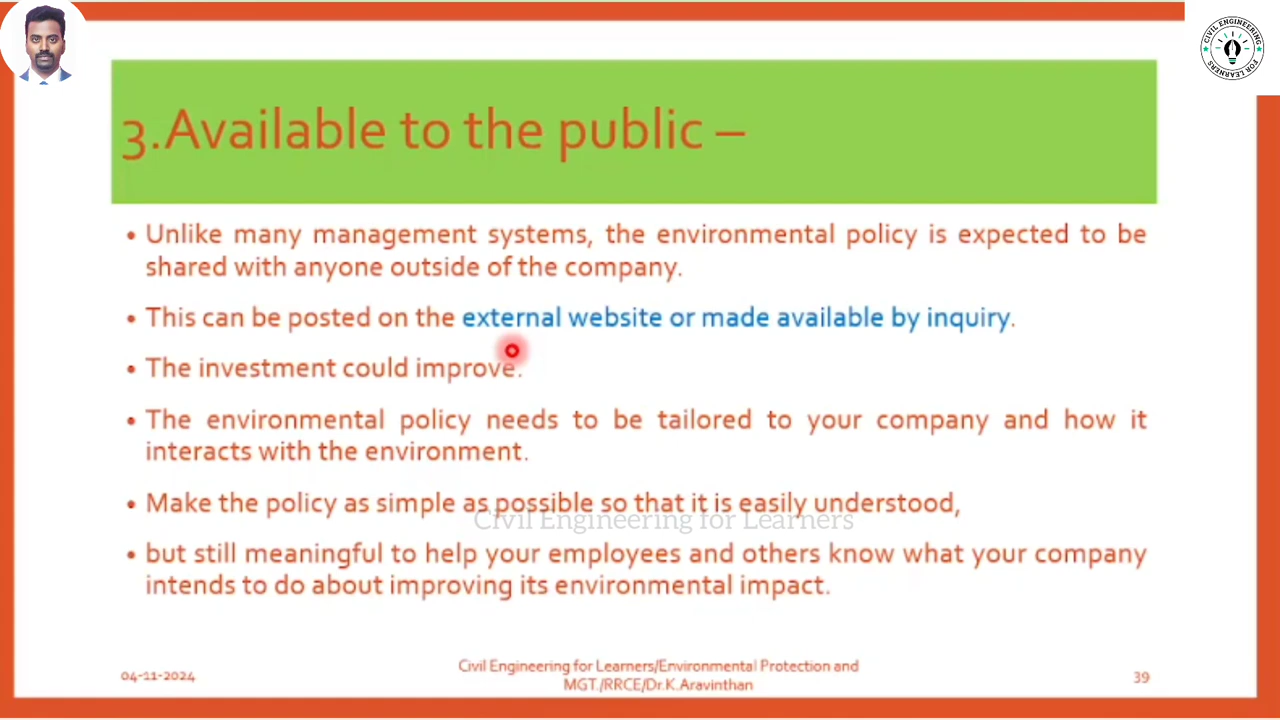 CIVIL ENGINEERING
FOR LEARNERS
3.Available to the public –
• Unlike many management systems, the environmental policy is expected to be
shared with anyone outside of the company.
• This can be posted on the external website or made available by inquiry.
• The investment could improve.
• The environmental policy needs to be tailored to your company and how it
interacts with the environment.
• Make the policy as simple as possible so that it is easily understood,
Civil Engineering for Learners
• but still meaningful to help your employees and others know what your company
intends to do about improving its environmental impact.
04-11-2024
Civil Engineering for Learners/Environmental Protection and
MGT./RRCE/Dr.K.Aravinthan
39